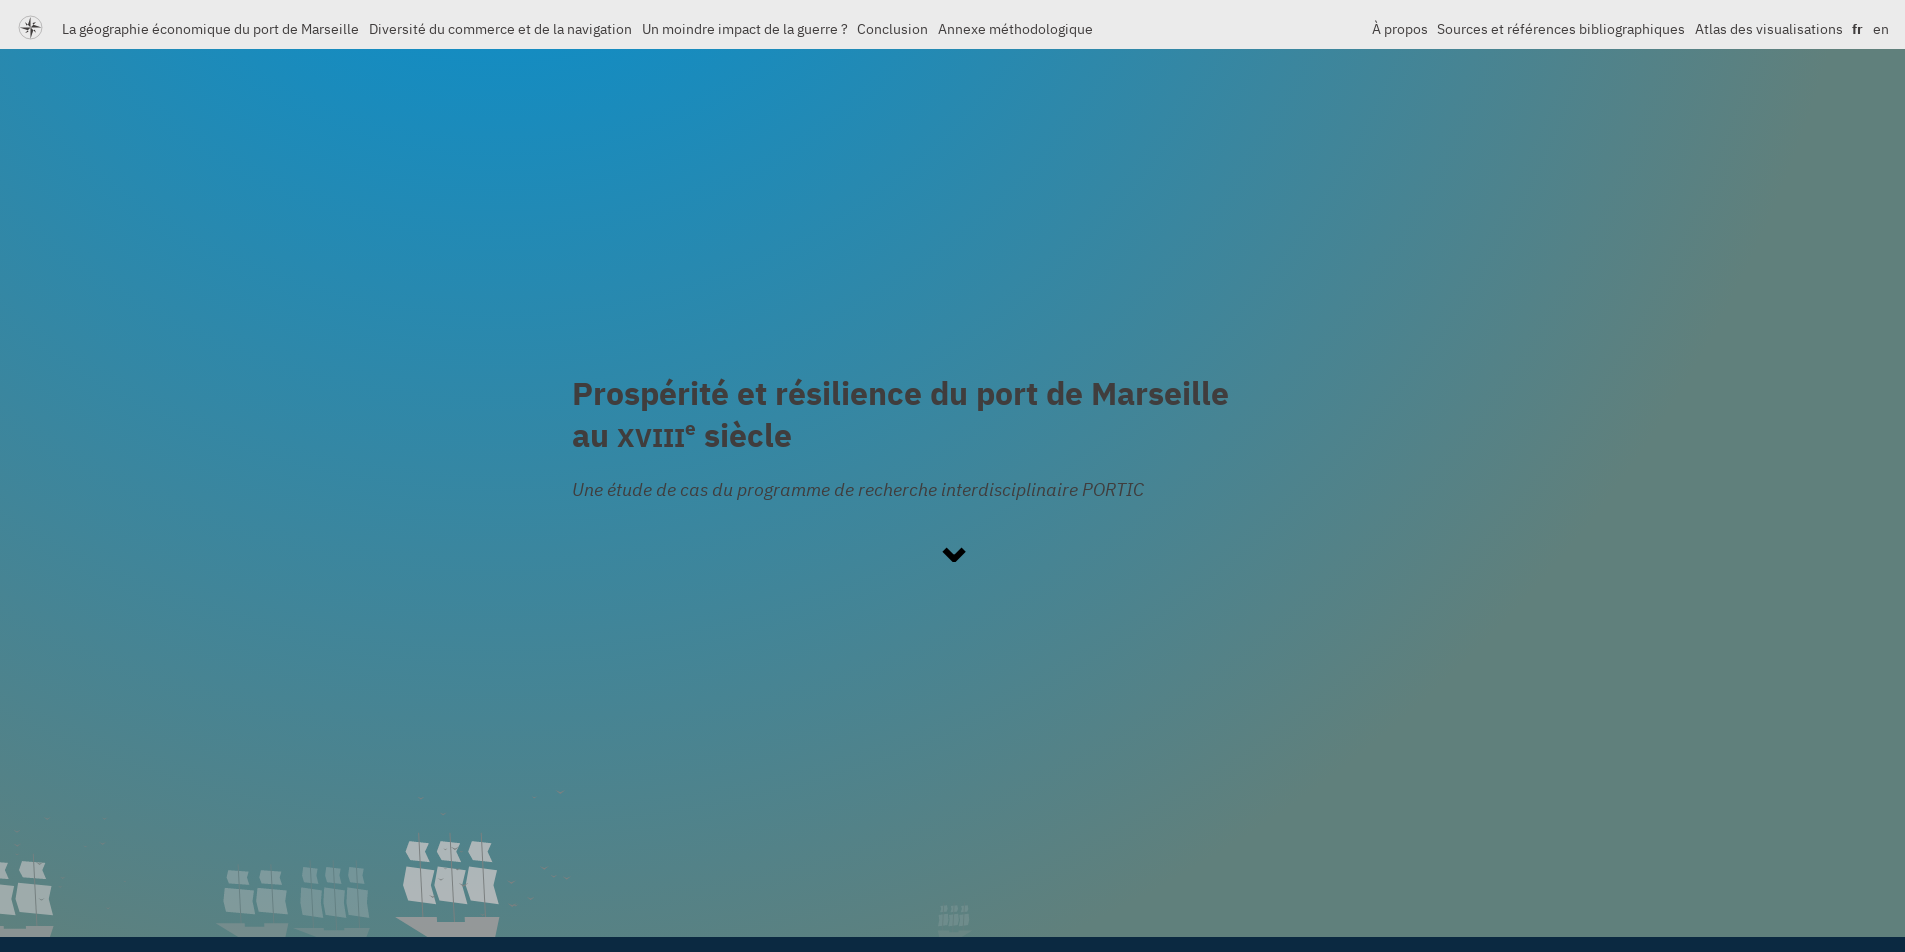 La géographie économique du port de Marseille Diversité du commerce et de la navigation Un moindre impact de la guerre ? Conclusion Annexe méthodologique À propos Sources et références bibliographiques Atlas des visualisations fr en
Prospérité et résilience du port de Marseille
au XVIIIe siècle
Une étude de cas du programme de recherche interdisciplinaire PORTIC